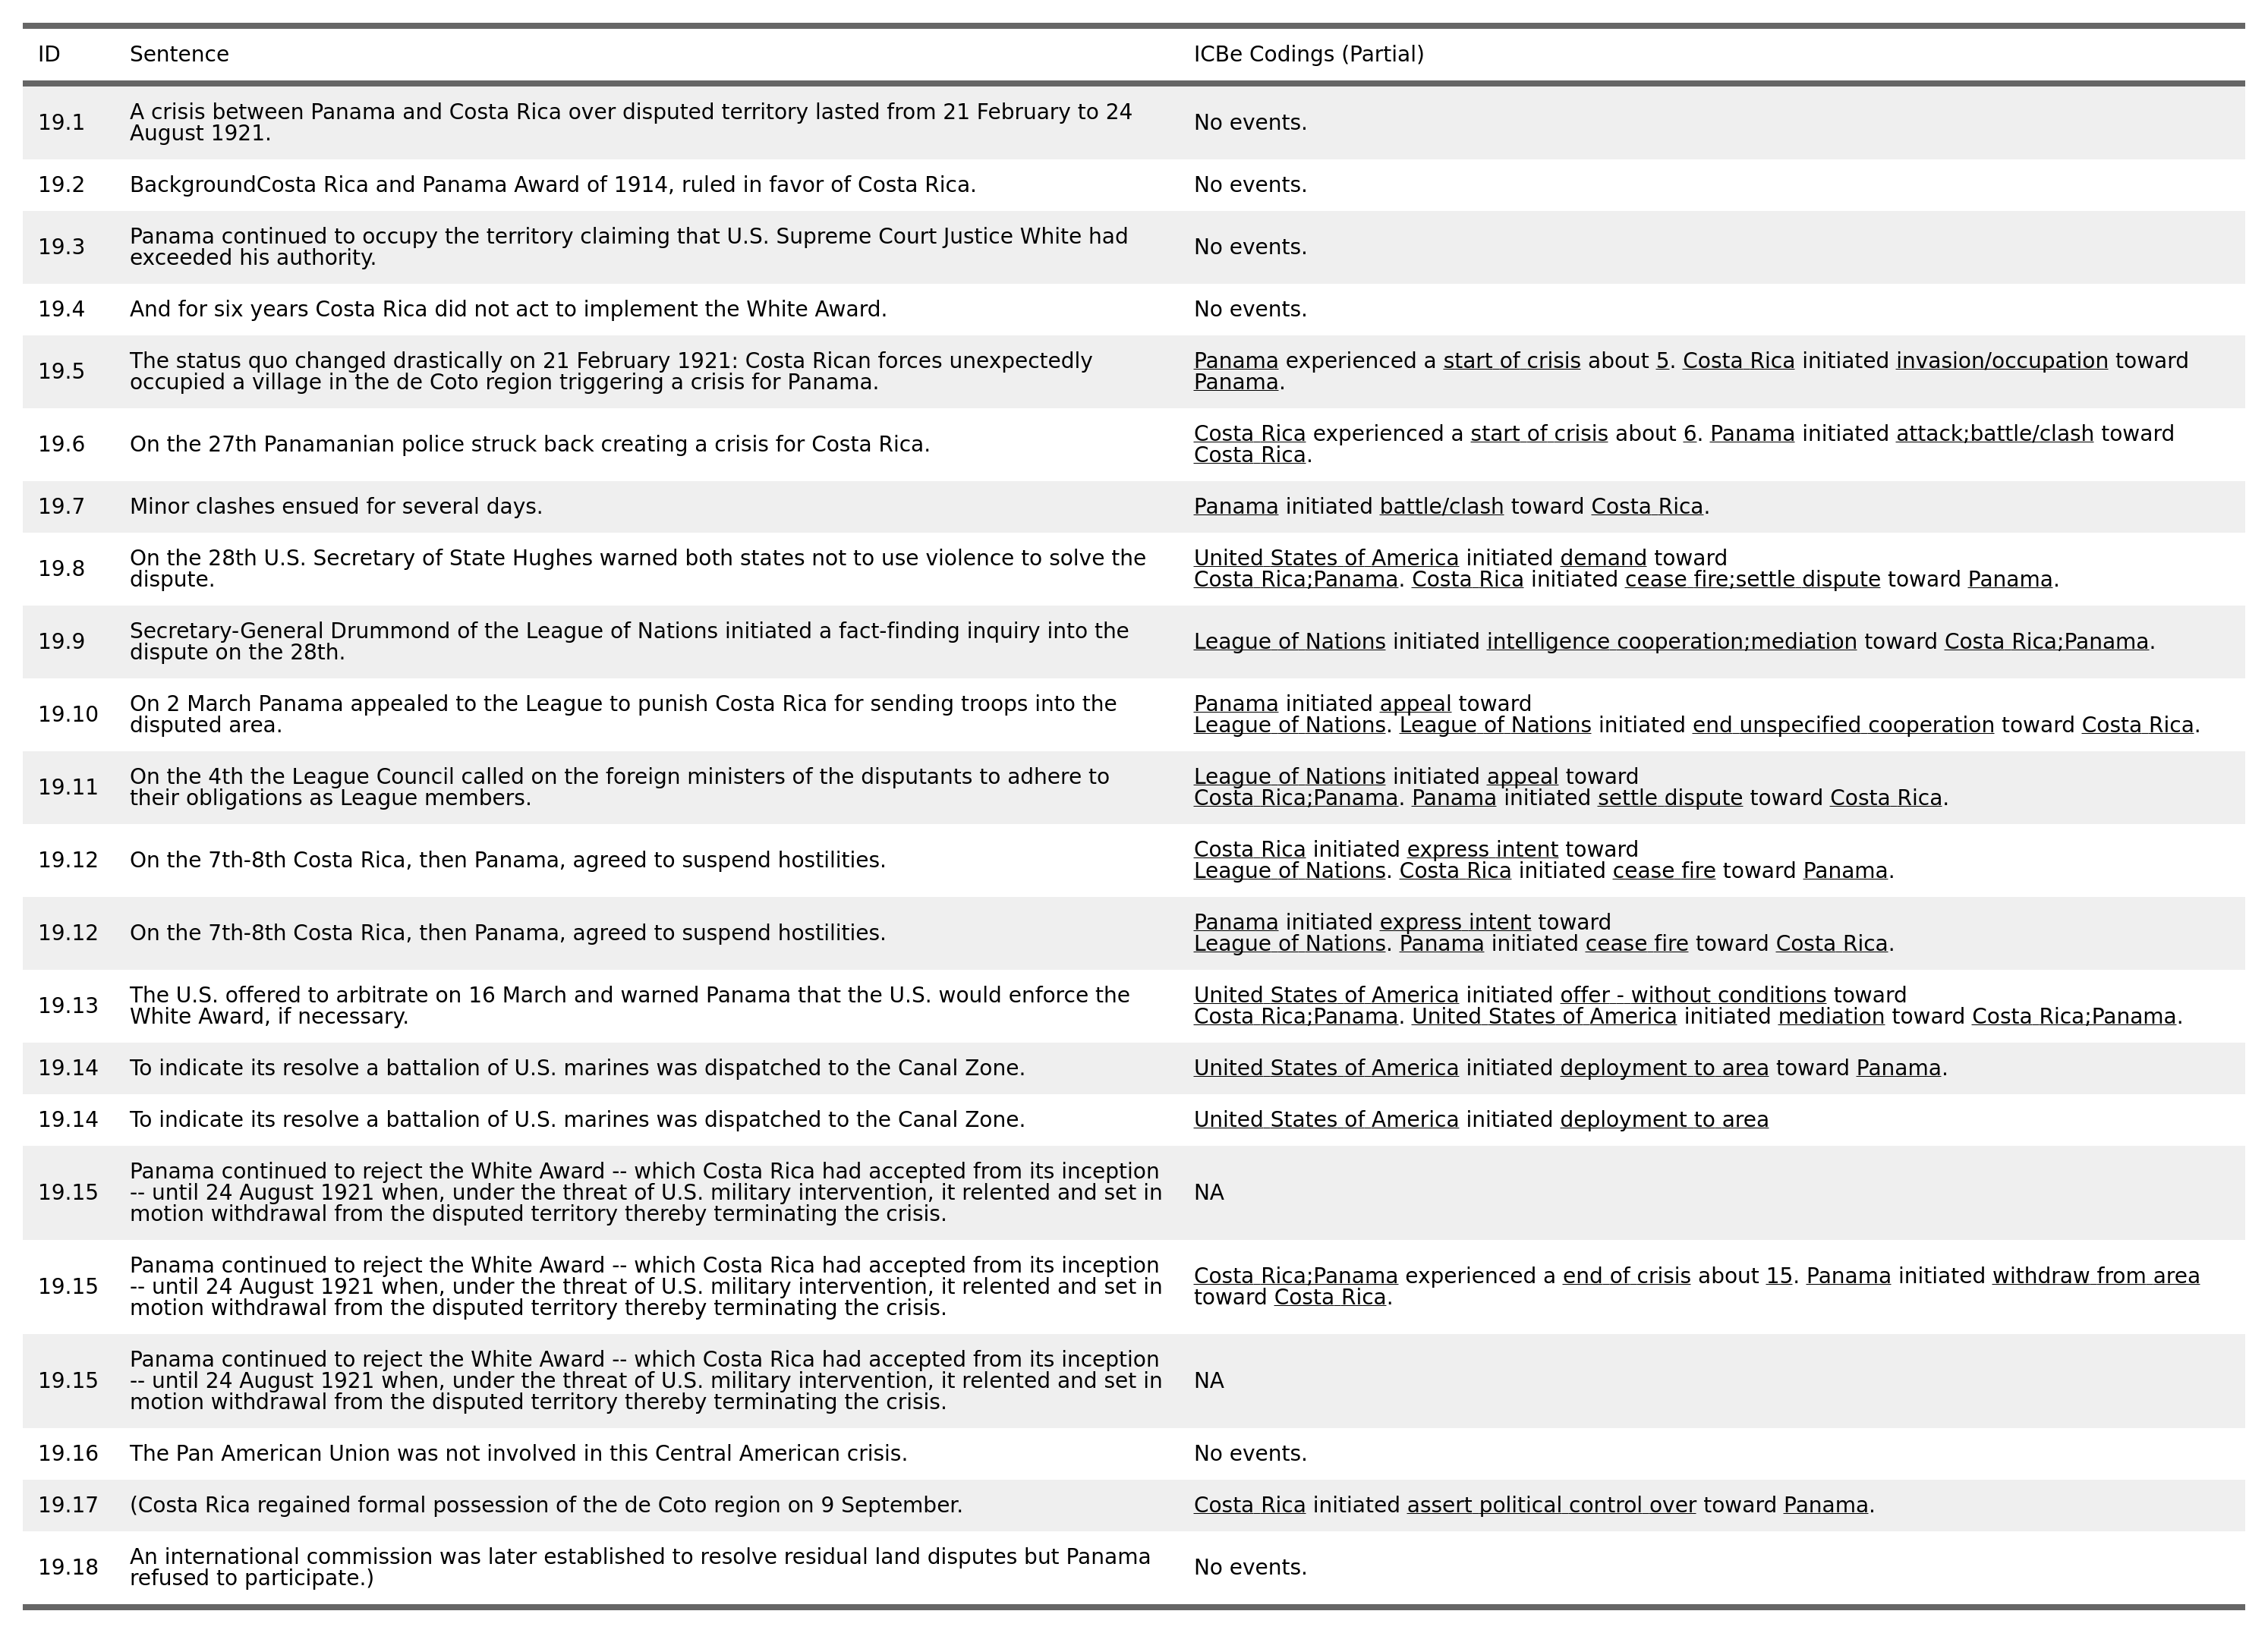 ID Sentence ICBe Codings (Partial)
19.1 A crisis between Panama and Costa Rica over disputed territory lasted from 21 February to 24 August 1921. No events.
19.2 BackgroundCosta Rica and Panama Award of 1914, ruled in favor of Costa Rica. No events.
19.3 Panama continued to occupy the territory claiming that U.S. Supreme Court Justice White had exceeded his authority. No events.
19.4 And for six years Costa Rica did not act to implement the White Award. No events.
19.5 The status quo changed drastically on 21 February 1921: Costa Rican forces unexpectedly occupied a village in the de Coto region triggering a crisis for Panama. Panama experienced a start of crisis about 5. Costa Rica initiated invasion/occupation toward Panama.
19.6 On the 27th Panamanian police struck back creating a crisis for Costa Rica. Costa Rica experienced a start of crisis about 6. Panama initiated attack;battle/clash toward Costa Rica.
19.7 Minor clashes ensued for several days. Panama initiated battle/clash toward Costa Rica.
19.8 On the 28th U.S. Secretary of State Hughes warned both states not to use violence to solve the dispute. United States of America initiated demand toward Costa Rica;Panama. Costa Rica initiated cease fire;settle dispute toward Panama.
19.9 Secretary-General Drummond of the League of Nations initiated a fact-finding inquiry into the dispute on the 28th. League of Nations initiated intelligence cooperation;mediation toward Costa Rica;Panama.
19.10 On 2 March Panama appealed to the League to punish Costa Rica for sending troops into the disputed area. Panama initiated appeal toward League of Nations. League of Nations initiated end unspecified cooperation toward Costa Rica.
19.11 On the 4th the League Council called on the foreign ministers of the disputants to adhere to their obligations as League members. League of Nations initiated appeal toward Costa Rica;Panama. Panama initiated settle dispute toward Costa Rica.
19.12 On the 7th-8th Costa Rica, then Panama, agreed to suspend hostilities. Costa Rica initiated express intent toward League of Nations. Costa Rica initiated cease fire toward Panama.
19.12 On the 7th-8th Costa Rica, then Panama, agreed to suspend hostilities. Panama initiated express intent toward League of Nations. Panama initiated cease fire toward Costa Rica.
19.13 The U.S. offered to arbitrate on 16 March and warned Panama that the U.S. would enforce the White Award, if necessary. United States of America initiated offer - without conditions toward Costa Rica;Panama. United States of America initiated mediation toward Costa Rica;Panama.
19.14 To indicate its resolve a battalion of U.S. marines was dispatched to the Canal Zone. United States of America initiated deployment to area toward Panama.
19.14 To indicate its resolve a battalion of U.S. marines was dispatched to the Canal Zone. United States of America initiated deployment to area
19.15 Panama continued to reject the White Award -- which Costa Rica had accepted from its inception -- until 24 August 1921 when, under the threat of U.S. military intervention, it relented and set in motion withdrawal from the disputed territory thereby terminating the crisis. NA
19.15 Panama continued to reject the White Award -- which Costa Rica had accepted from its inception -- until 24 August 1921 when, under the threat of U.S. military intervention, it relented and set in motion withdrawal from the disputed territory thereby terminating the crisis. Costa Rica;Panama experienced a end of crisis about 15. Panama initiated withdraw from area toward Costa Rica.
19.15 Panama continued to reject the White Award -- which Costa Rica had accepted from its inception -- until 24 August 1921 when, under the threat of U.S. military intervention, it relented and set in motion withdrawal from the disputed territory thereby terminating the crisis. NA
19.16 The Pan American Union was not involved in this Central American crisis. No events.
19.17 (Costa Rica regained formal possession of the de Coto region on 9 September. Costa Rica initiated assert political control over toward Panama.
19.18 An international commission was later established to resolve residual land disputes but Panama refused to participate.) No events.